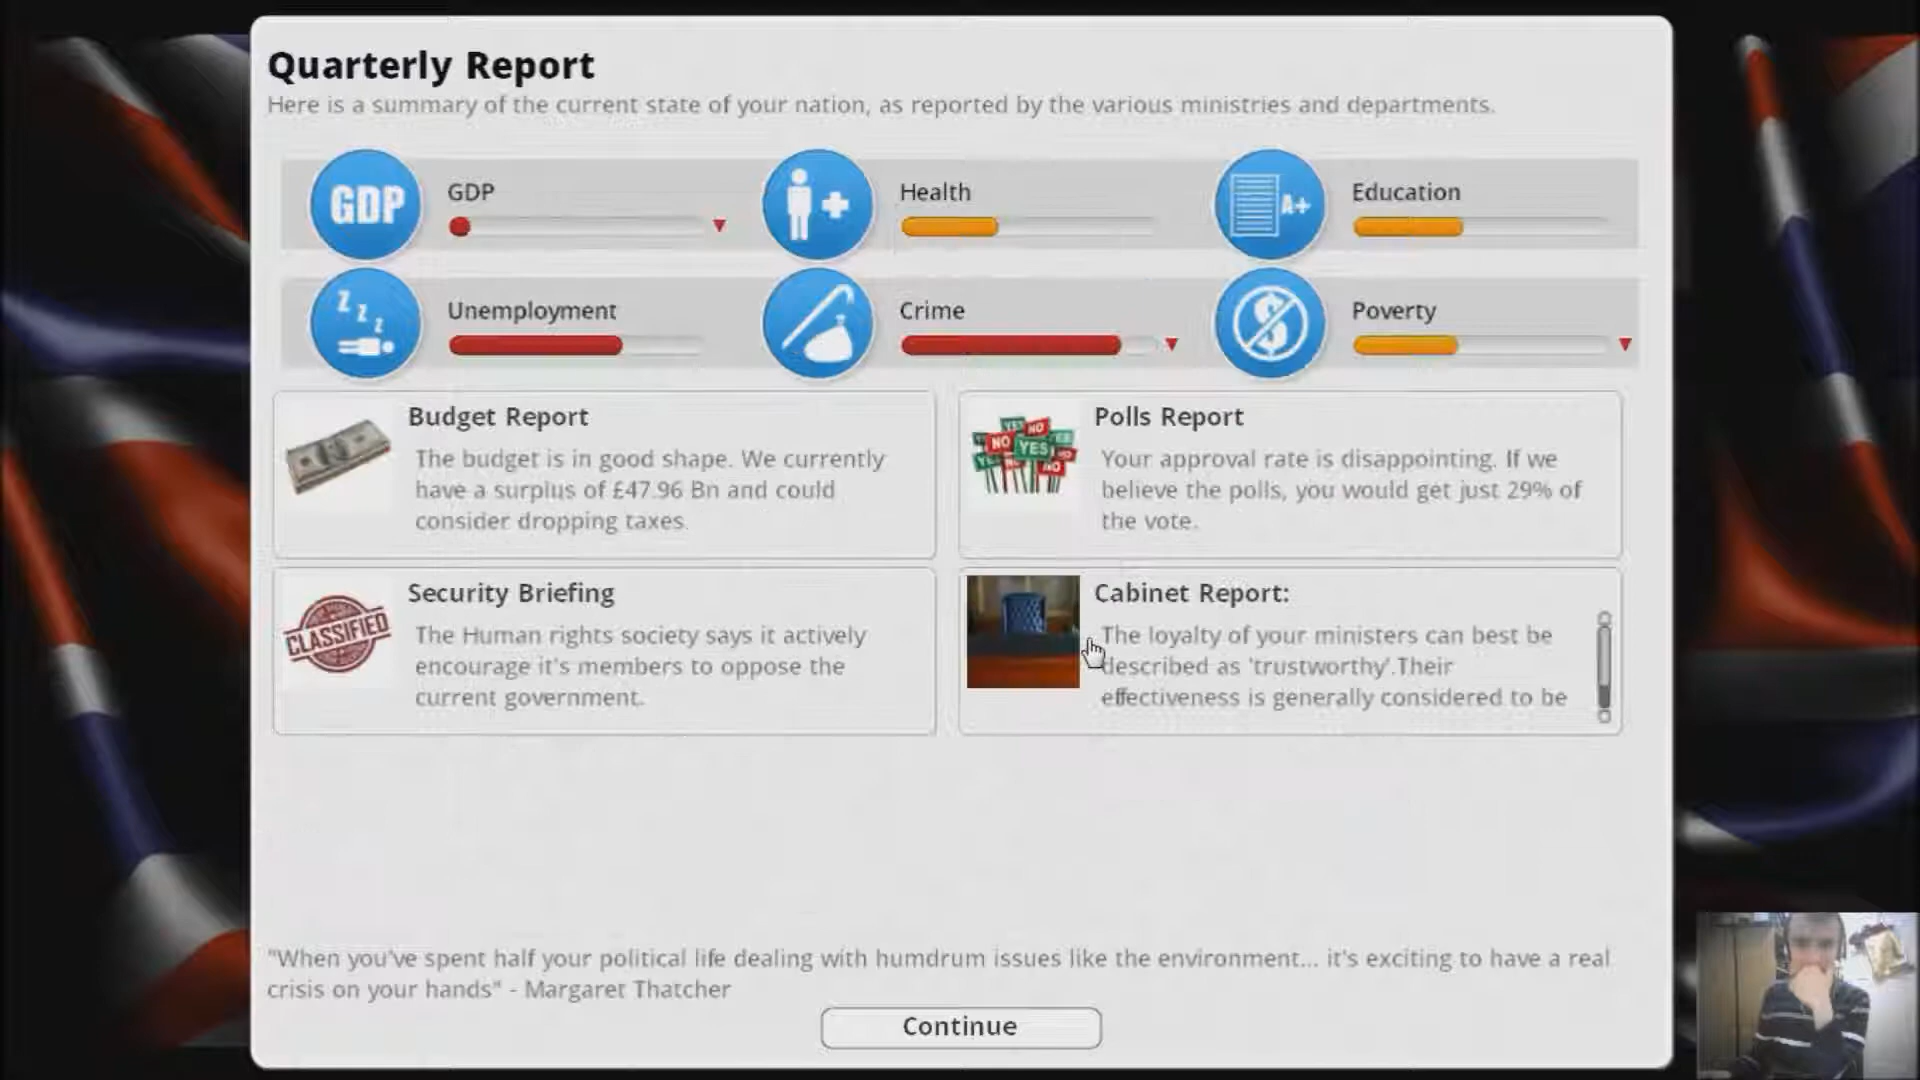 Quarterly Report
Here is a summary of the current state of your nation, as reported by the various ministries and departments.
GDP
GDP
Health
A+
Education
Z
Z
Z
Unemployment
Crime
$
Poverty
Budget Report
The budget is in good shape. We currently
have a surplus of £47.96 Bn and could
consider dropping taxes.
Polls Report
Your approval rate is disappointing. If we
believe the polls, you would get just 29% of
the vote.
YES NO
NO YES
NO
Security Briefing
The Human rights society says it actively
encourage it's members to oppose the
current government.
CLASSIFIED
Cabinet Report:
The loyalty of your ministers can best be
described as 'trustworthy'.Their
effectiveness is generally considered to be
"When you've spent half your political life dealing with humdrum issues like the environment... it's exciting to have a real
crisis on your hands" - Margaret Thatcher
Continue